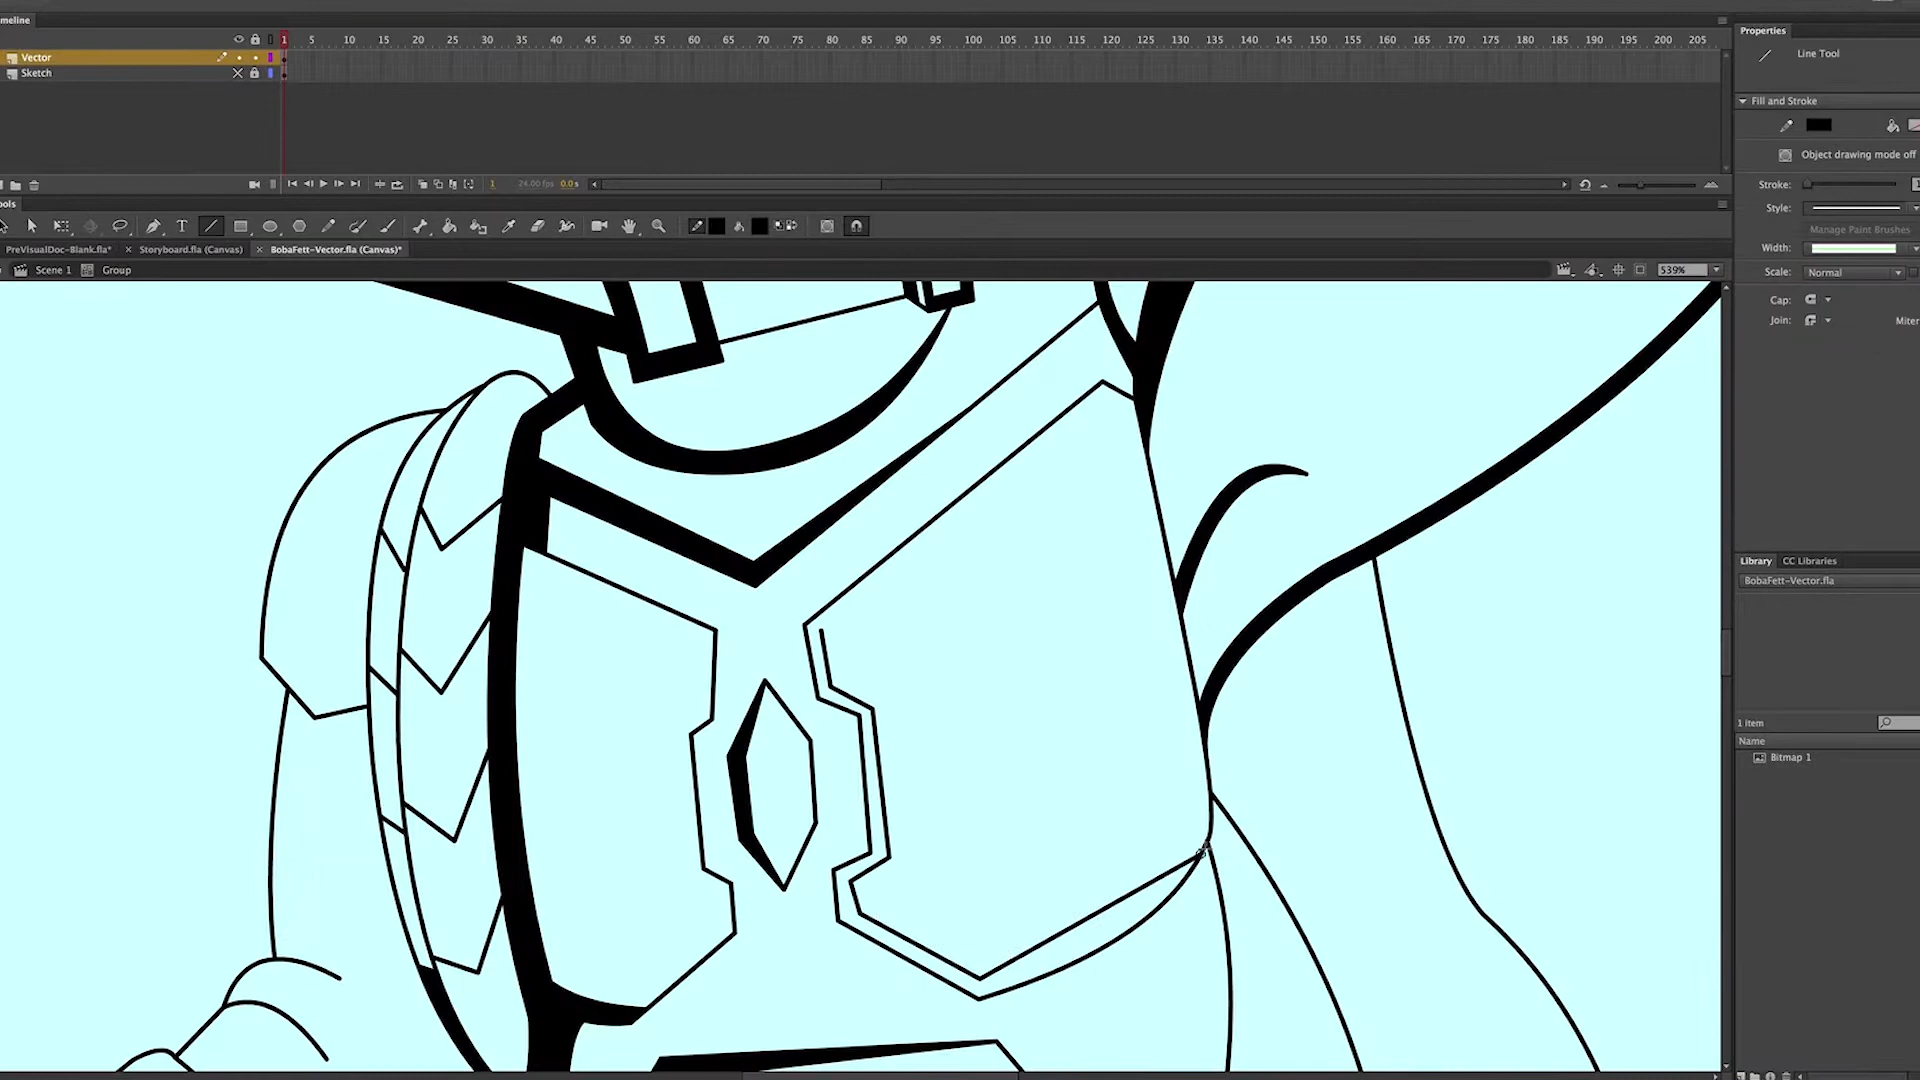 meline
1 5 10 15 20 25 30 35 40 45 50 55 60 65 70 75 80 85 90 95 100 105 110 115 120 125 130 135 140 145 150 155 160 165 170 175 180 185 190 195 200 205
Vector
Sketch
1 24.00 fps 0.0s
ools
PreVisualDoc-Blank.fla* × Storyboard.fla (Canvas) × BobaFett-Vector.fla (Canvas)*
Scene 1 Group
539%
Properties
Line Tool
Fill and Stroke
Object drawing mode off
Stroke: 1
Style:
Manage Paint Brushes
Width:
Scale: Normal
Cap:
Join: Miter
Library CC Libraries
BobaFett-Vector.fla
1 item
Name
Bitmap 1